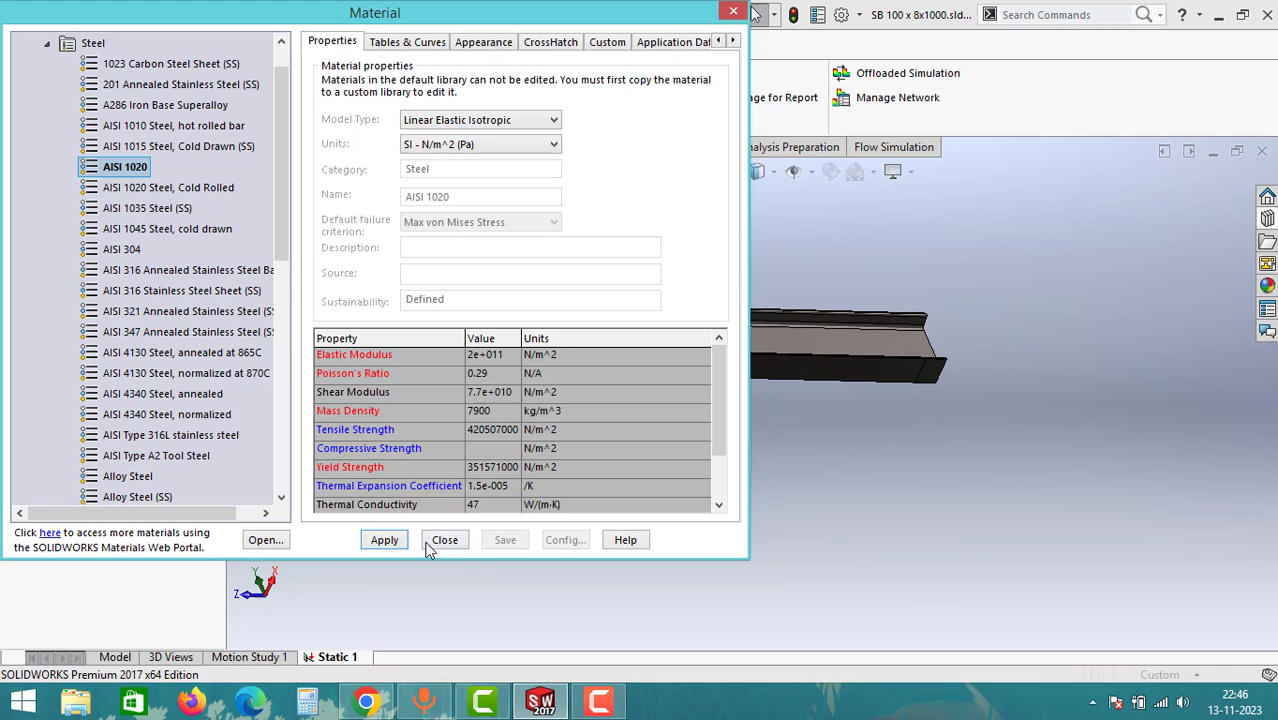 Material
SB 100 x 8x1000.sld...
Search Commands
Steel
1023 Carbon Steel Sheet (SS)
201 Annealed Stainless Steel (SS)
A286 Iron Base Superalloy
AISI 1010 Steel, hot rolled bar
AISI 1015 Steel, Cold Drawn (SS)
AISI 1020
AISI 1020 Steel, Cold Rolled
AISI 1035 Steel (SS)
AISI 1045 Steel, cold drawn
AISI 304
AISI 316 Annealed Stainless Steel Ba
AISI 316 Stainless Steel Sheet (SS)
AISI 321 Annealed Stainless Steel (S
AISI 347 Annealed Stainless Steel (S
AISI 4130 Steel, annealed at 865C
AISI 4130 Steel, normalized at 870C
AISI 4340 Steel, annealed
AISI 4340 Steel, normalized
AISI Type 316L stainless steel
AISI Type A2 Tool Steel
Alloy Steel
Alloy Steel (SS)
Click here to access more materials using
the SOLIDWORKS Materials Web Portal.
Open...
Properties Tables & Curves Appearance CrossHatch Custom Application Dat
Material properties
Materials in the default library can not be edited. You must first copy the material
to a custom library to edit it.
Model Type: Linear Elastic Isotropic
Units: SI - N/m^2 (Pa)
Category: Steel
Name: AISI 1020
Default failure
criterion: Max von Mises Stress
Description:
Source:
Sustainability: Defined
Property Value Units
Elastic Modulus 2e+011 N/m^2
Poisson's Ratio 0.29 N/A
Shear Modulus 7.7e+010 N/m^2
Mass Density 7900 kg/m^3
Tensile Strength 420507000 N/m^2
Compressive Strength N/m^2
Yield Strength 351571000 N/m^2
Thermal Expansion Coefficient 1.5e-005 /K
Thermal Conductivity 47 W/(m·K)
Apply Close Save Config... Help
Offloaded Simulation
age for Report Manage Network
Analysis Preparation Flow Simulation
Y X Z
Model 3D Views Motion Study 1 Static 1
SOLIDWORKS Premium 2017 x64 Edition
Custom
SW
2017
22:46
13-11-2023